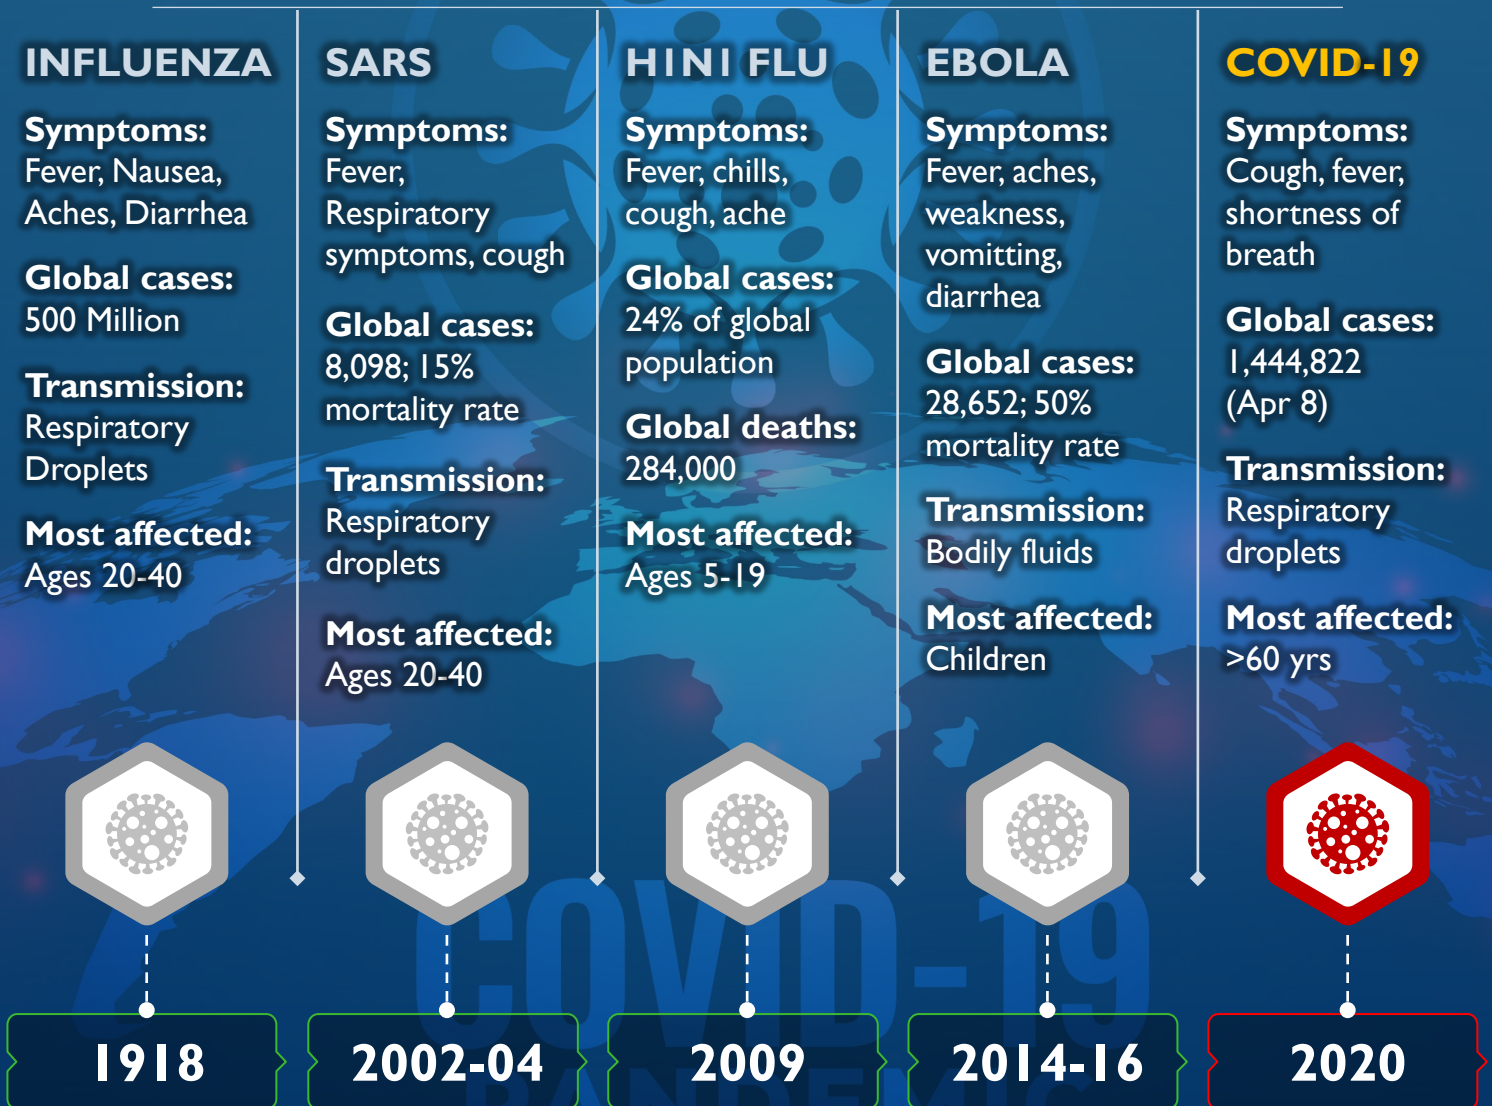 INFLUENZA
Symptoms:
Fever, Nausea,
Aches, Diarrhea
Global cases:
500 Million
Transmission:
Respiratory
Droplets
Most affected:
Ages 20-40
1918
SARS
Symptoms:
Fever,
Respiratory
symptoms, cough
Global cases:
8,098; 15%
mortality rate
Transmission:
Respiratory
droplets
Most affected:
Ages 20-40
2002-04
HINI FLU
Symptoms:
Fever, chills,
cough, ache
Global cases:
24% of global
population
Global deaths:
284,000
Most affected:
Ages 5-19
2009
EBOLA
Symptoms:
Fever, aches,
weakness,
vomitting,
diarrhea
Global cases:
28,652; 50%
mortality rate
Transmission:
Bodily fluids
Most affected:
Children
2014-16
COVID-19
Symptoms:
Cough, fever,
shortness of
breath
Global cases:
1,444,822
(Apr 8)
Transmission:
Respiratory
droplets
Most affected:
>60 yrs
2020
COVID-19
PANDEMIC